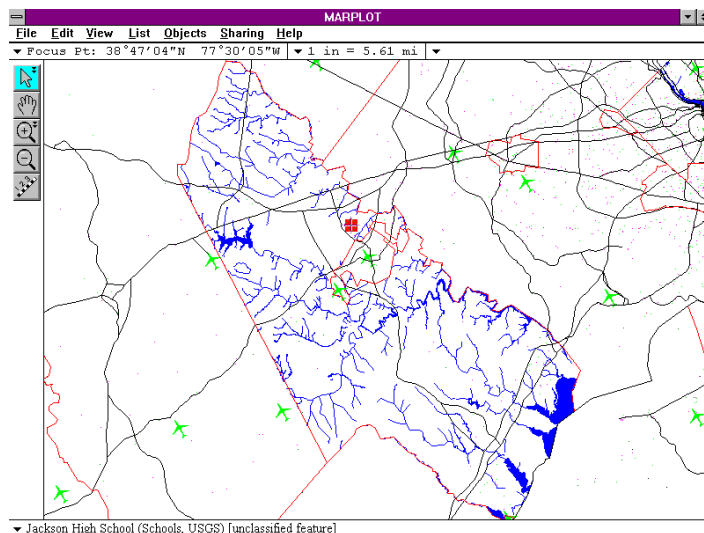 MARPLOT
File Edit View List Objects Sharing Help
Focus Pt: 38°47'04"N 77°30'05"W 1 in = 5.61 mi
Jackson High School (Schools, USGS) [unclassified feature]